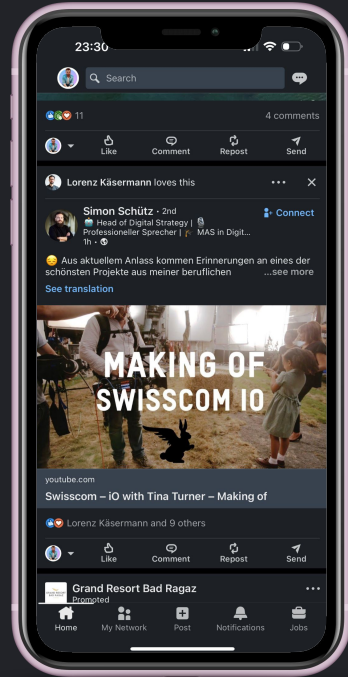 23:30
Search
11
4 comments
Like
Comment
Repost
Send
Lorenz Käsermann loves this
Simon Schütz · 2nd
Head of Digital Strategy |
Professioneller Sprecher | MAS in Digit...
1h ·
Connect
Aus aktuellem Anlass kommen Erinnerungen an eines der
schönsten Projekte aus meiner beruflichen ...see more
See translation
MAKING OF
SWISSCOM IO
youtube.com
Swisscom – iO with Tina Turner – Making of
Lorenz Käsermann and 9 others
Like
Comment
Repost
Send
Grand Resort Bad Ragaz
Promoted
Home
My Network
Post
Notifications
Jobs